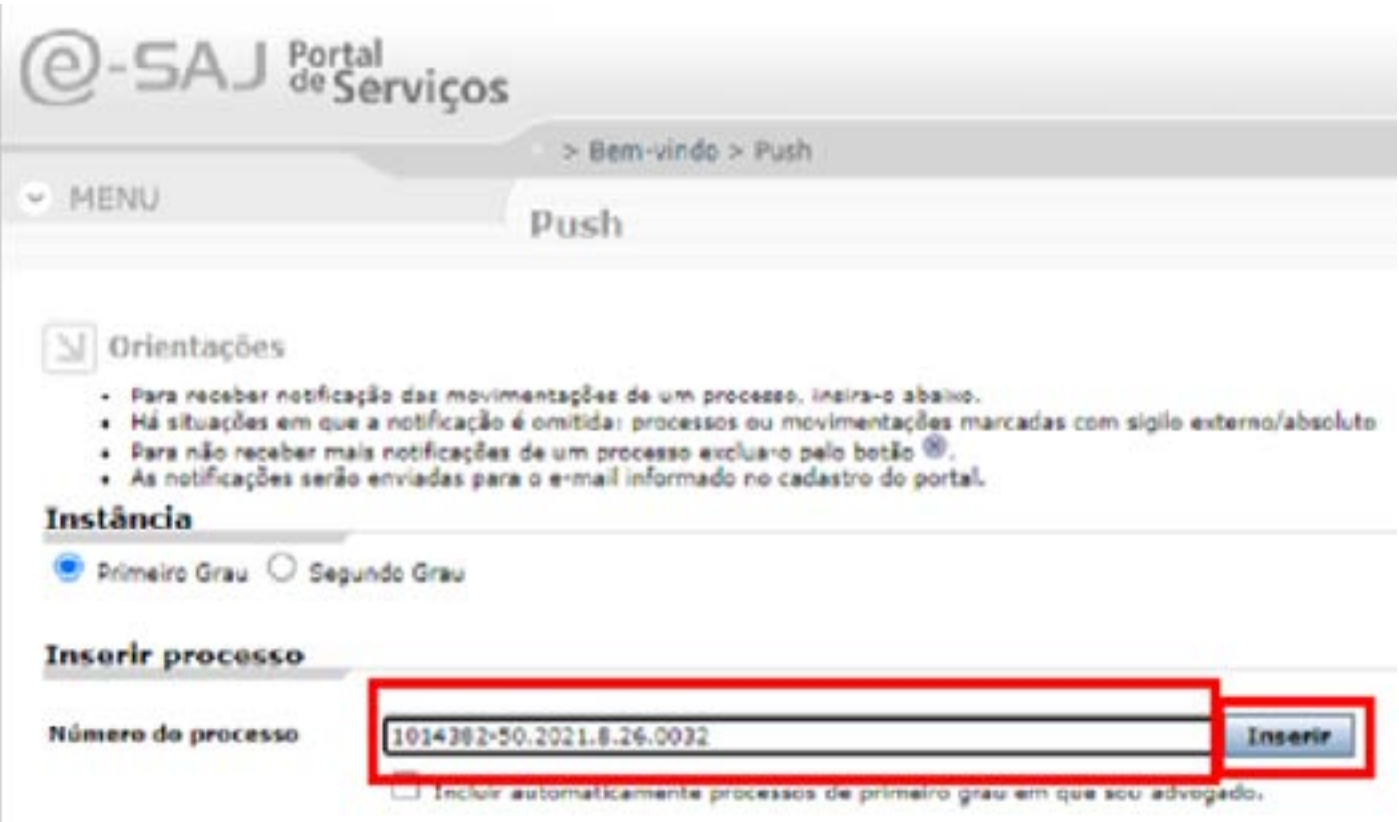 e-SAJ Portal de Serviços
> Bem-vindo > Push
MENU
Push
Orientações
• Para receber notificação das movimentações de um processo, insira-o abaixo.
• Há situações em que a notificação é omitida: processos ou movimentações marcadas com sigilo externo/absoluto
• Para não receber mais notificações de um processo exclua-o pelo botão ⊗.
• As notificações serão enviadas para o e-mail informado no cadastro do portal.
Instância
Primeiro Grau Segundo Grau
Inserir processo
Número do processo 1014382-50.2021.8.26.0032 Inserir
Incluir automaticamente processos de primeiro grau em que sou advogado.